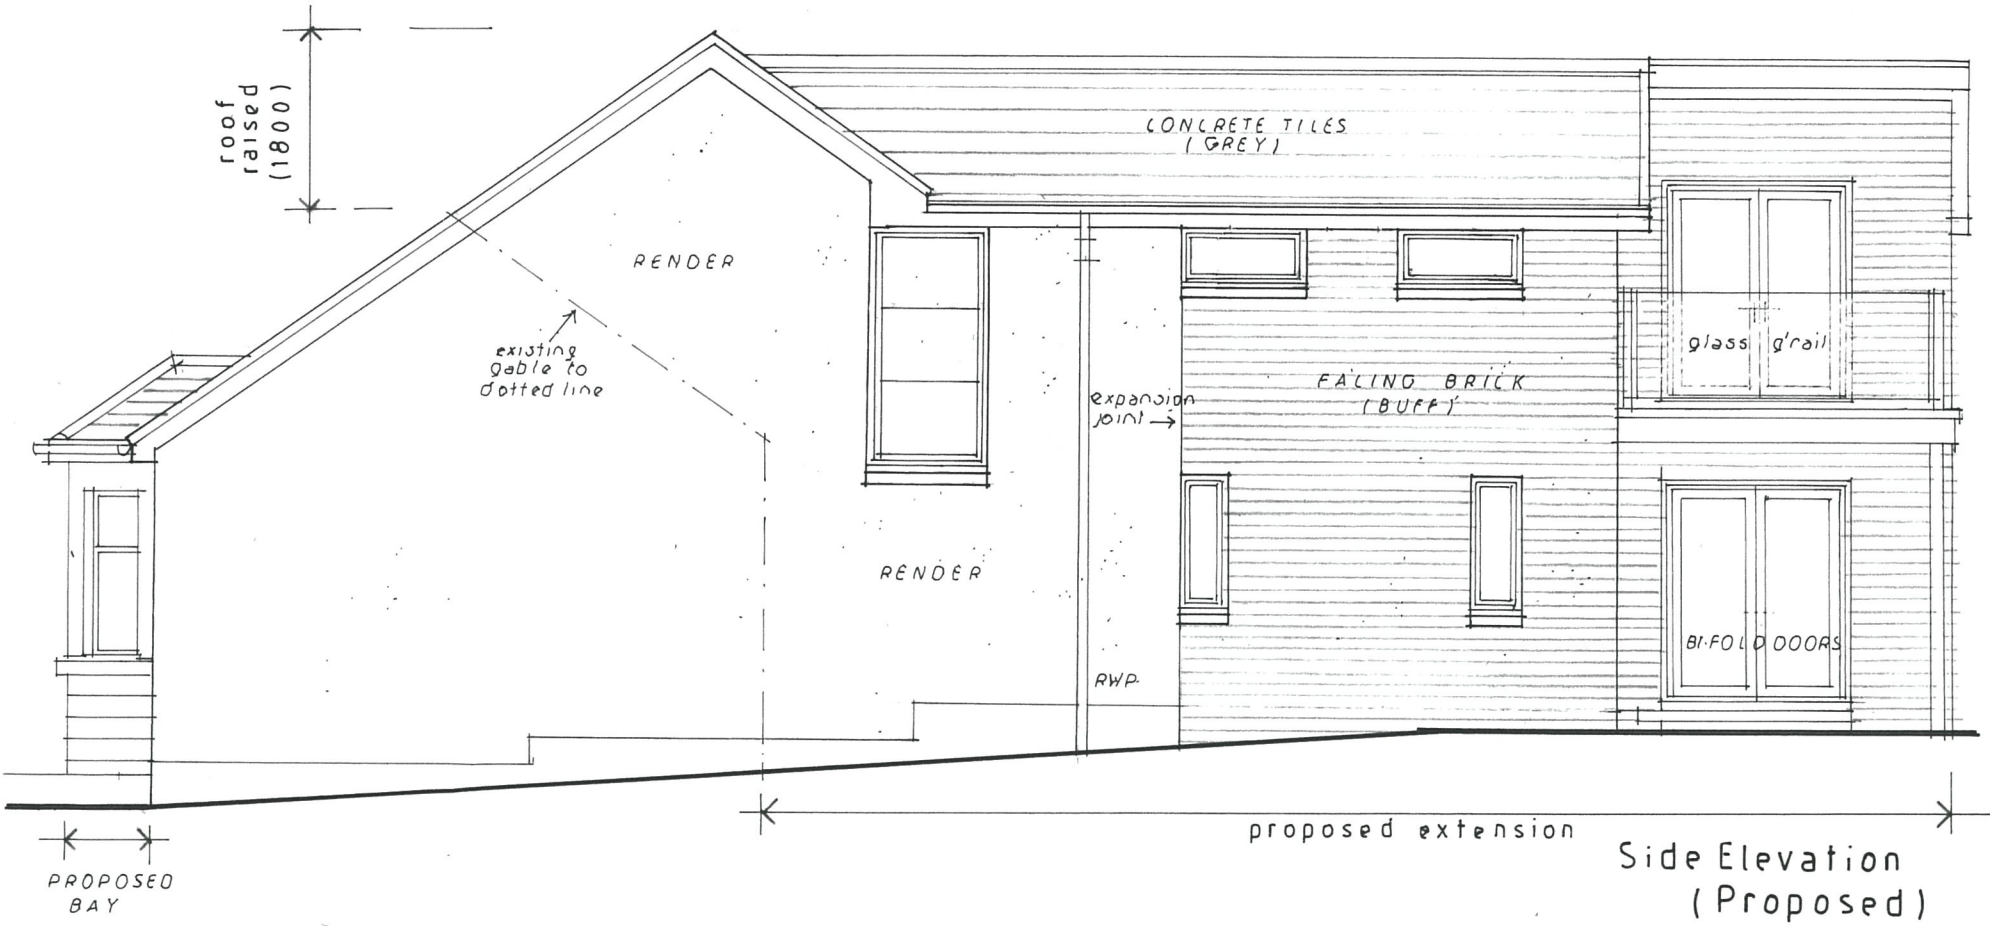 roof
raised
(1800)
CONCRETE TILES
(GREY)
RENDER
existing
gable to
dotted line
glass g'rail
FACING BRICK
(BUFF)
expansion
joint
RENDER
BI-FOLD DOORS
RWP.
proposed extension
Side Elevation
(Proposed)
PROPOSED
BAY